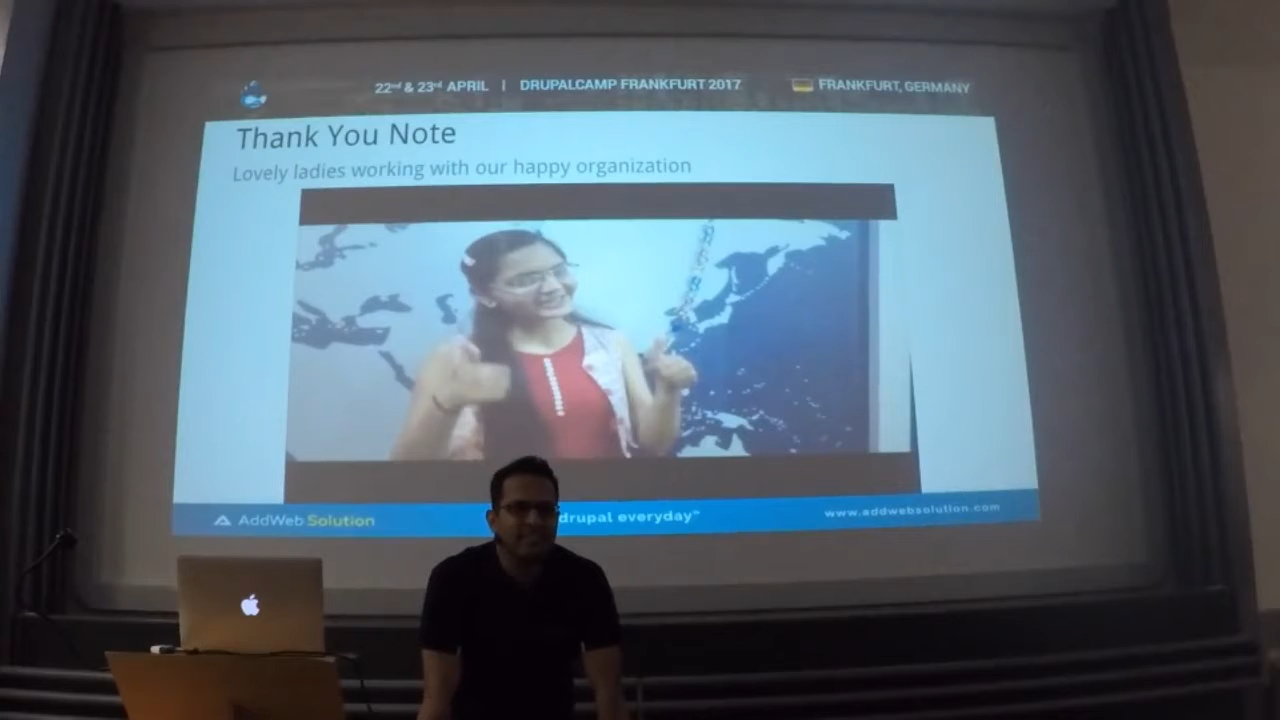 22nd & 23rd APRIL | DRUPALCAMP FRANKFURT 2017 FRANKFURT, GERMANY
Thank You Note
Lovely ladies working with our happy organization
AddWeb Solution drupal everyday™ www.addwebsolution.com